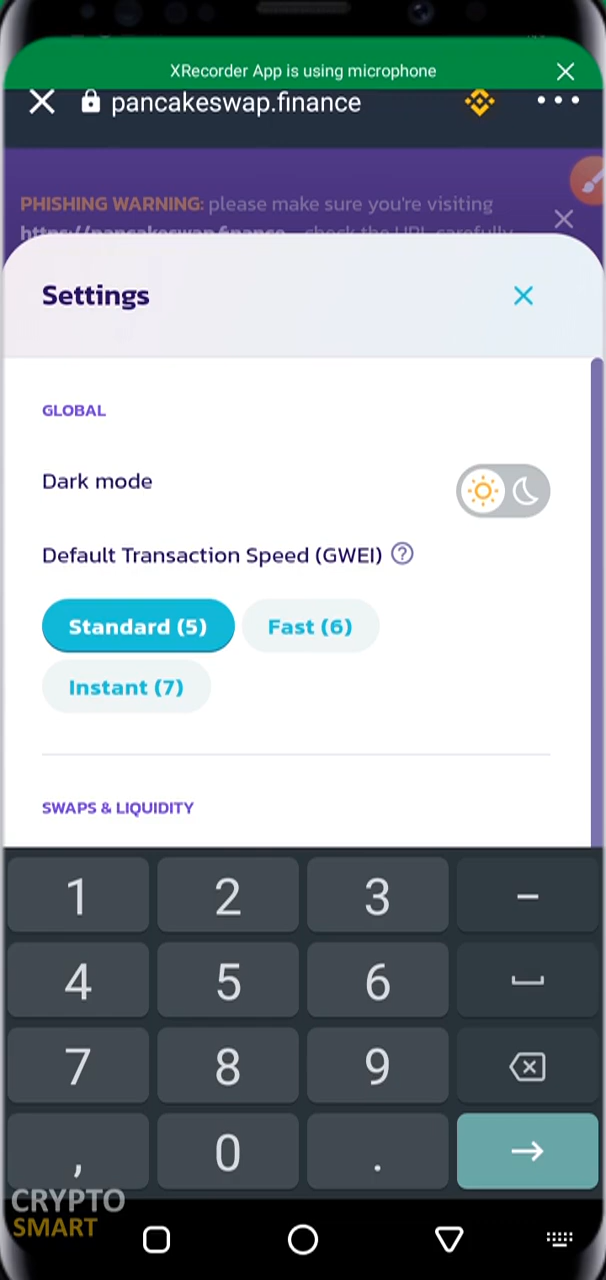 XRecorder App is using microphone
pancakeswap.finance
PHISHING WARNING: please make sure you're visiting
https://pancakeswap.finance - check the URL carefully.
Settings
GLOBAL
Dark mode
Default Transaction Speed (GWEI) ?
Standard (5) Fast (6)
Instant (7)
SWAPS & LIQUIDITY
1 2 3 –
4 5 6
7 8 9
, 0 .
CRYPTO
SMART